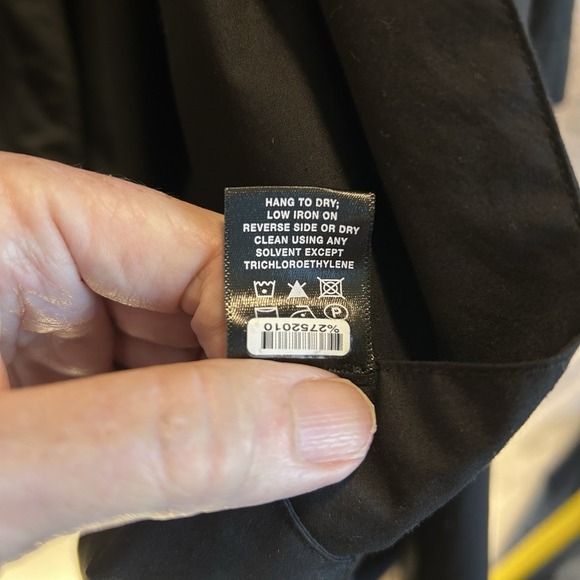 HANG TO DRY;
LOW IRON ON
REVERSE SIDE OR DRY
CLEAN USING ANY
SOLVENT EXCEPT
TRICHLOROETHYLENE
P
%2752010